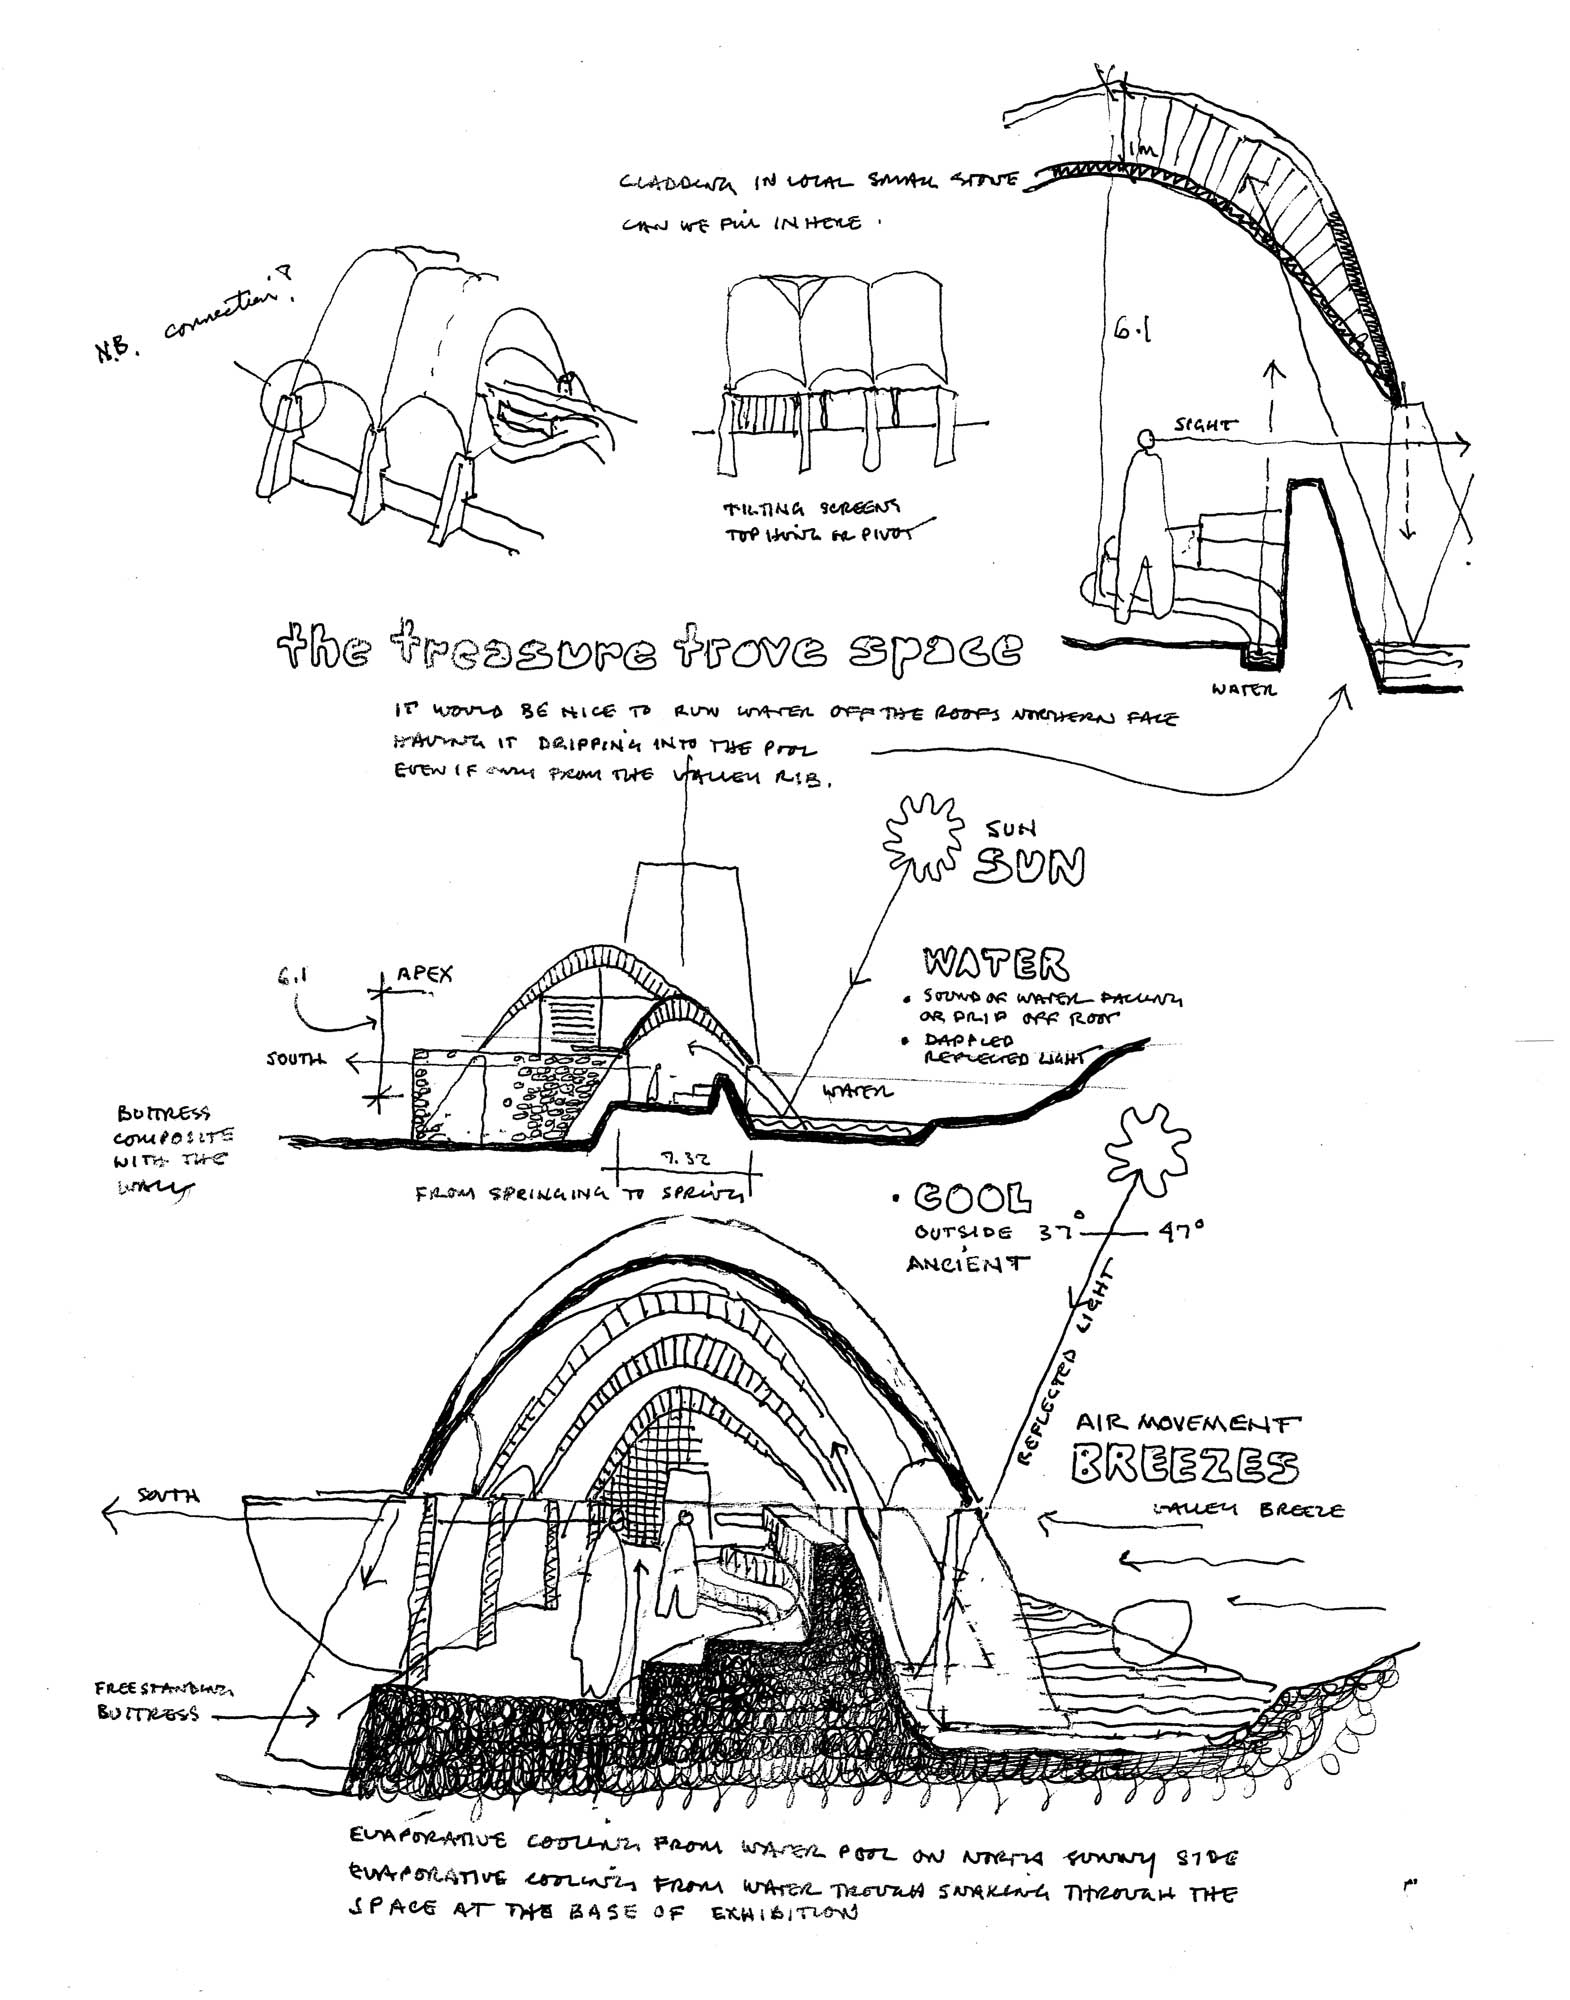 CLADDING IN LOCAL SMALL STONE
CAN WE FILL IN HERE.
1m
N.B. connection?
6.1
SIGHT
TILTING SCREENS
TOP HUNG OR PIVOT
the treasure trove space
WATER
IT WOULD BE NICE TO RUN WATER OFF THE ROOFS NORTHERN FACE
HAVING IT DRIPPING INTO THE POOL
EVEN IF ONLY FROM THE VALLEY RIB.
SUN
SUN
WATER
• SOUND OF WATER FALLING
OR DRIP OFF ROOF
• DAPPLED
REFLECTED LIGHT
6.1
APEX
SOUTH
WATER
BUTTRESS
COMPOSITE
WITH THE
WALL
7.32
FROM SPRINGING TO SPRING
• COOL
OUTSIDE 37° 47°
ANCIENT
REFLECTED LIGHT
AIR MOVEMENT
BREEZES
VALLEY BREEZE
SOUTH
FREESTANDING
BUTTRESS
EVAPORATIVE COOLING FROM WATER POOL ON NORTH SUNNY SIDE
EVAPORATIVE COOLING FROM WATER TROUGH SNAKING THROUGH THE
SPACE AT THE BASE OF EXHIBITION